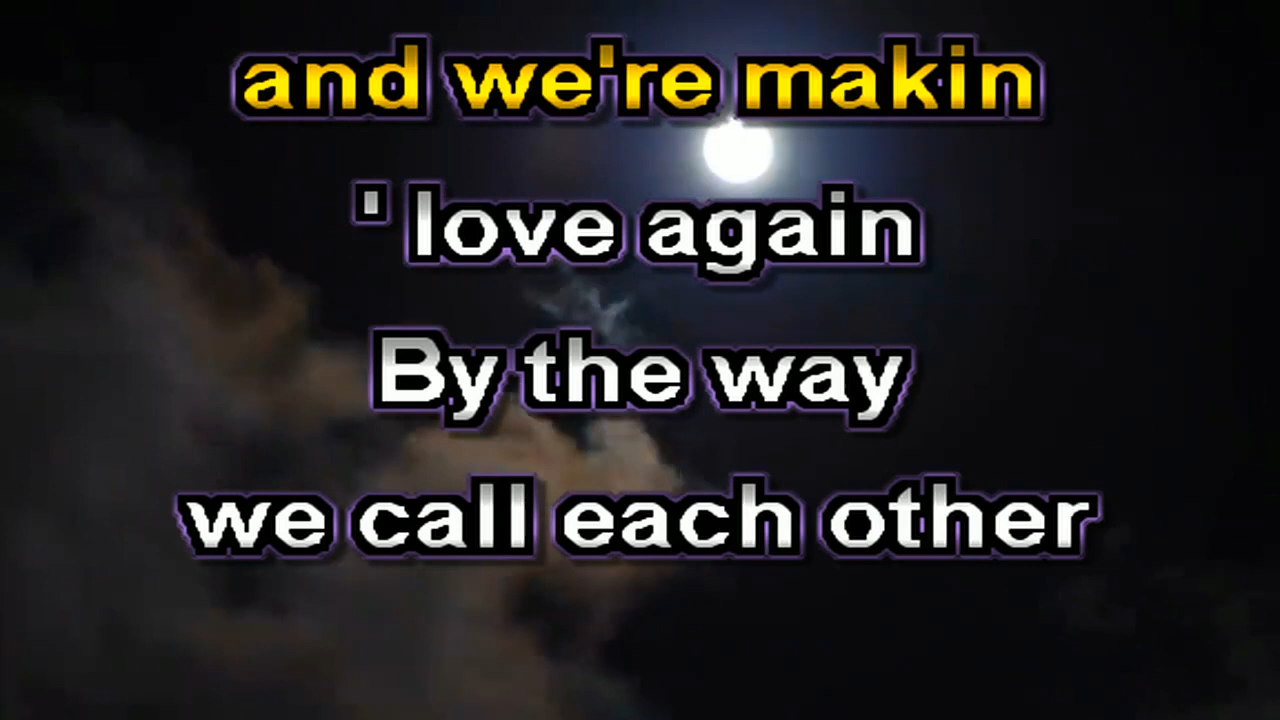 and we're makin
' love again
By the way
we call each other